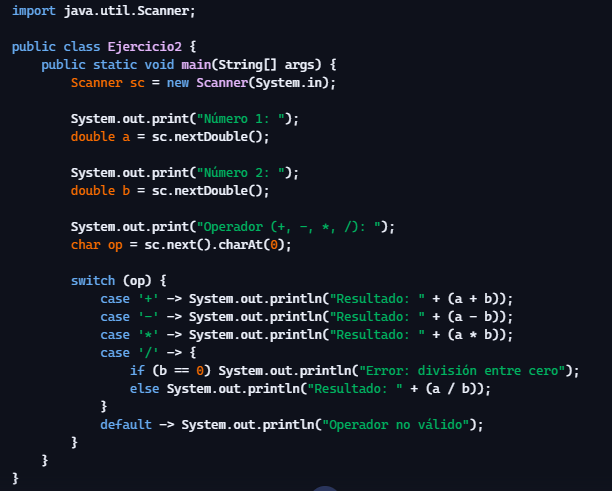 import java.util.Scanner;
public class Ejercicio2 {
    public static void main(String[] args) {
        Scanner sc = new Scanner(System.in);
        System.out.print("Número 1: ");
        double a = sc.nextDouble();
        System.out.print("Número 2: ");
        double b = sc.nextDouble();
        System.out.print("Operador (+, -, *, /): ");
        char op = sc.next().charAt(0);
        switch (op) {
            case '+' -> System.out.println("Resultado: " + (a + b));
            case '-' -> System.out.println("Resultado: " + (a - b));
            case '*' -> System.out.println("Resultado: " + (a * b));
            case '/' -> {
                if (b == 0) System.out.println("Error: división entre cero");
                else System.out.println("Resultado: " + (a / b));
            }
            default -> System.out.println("Operador no válido");
        }
    }
}